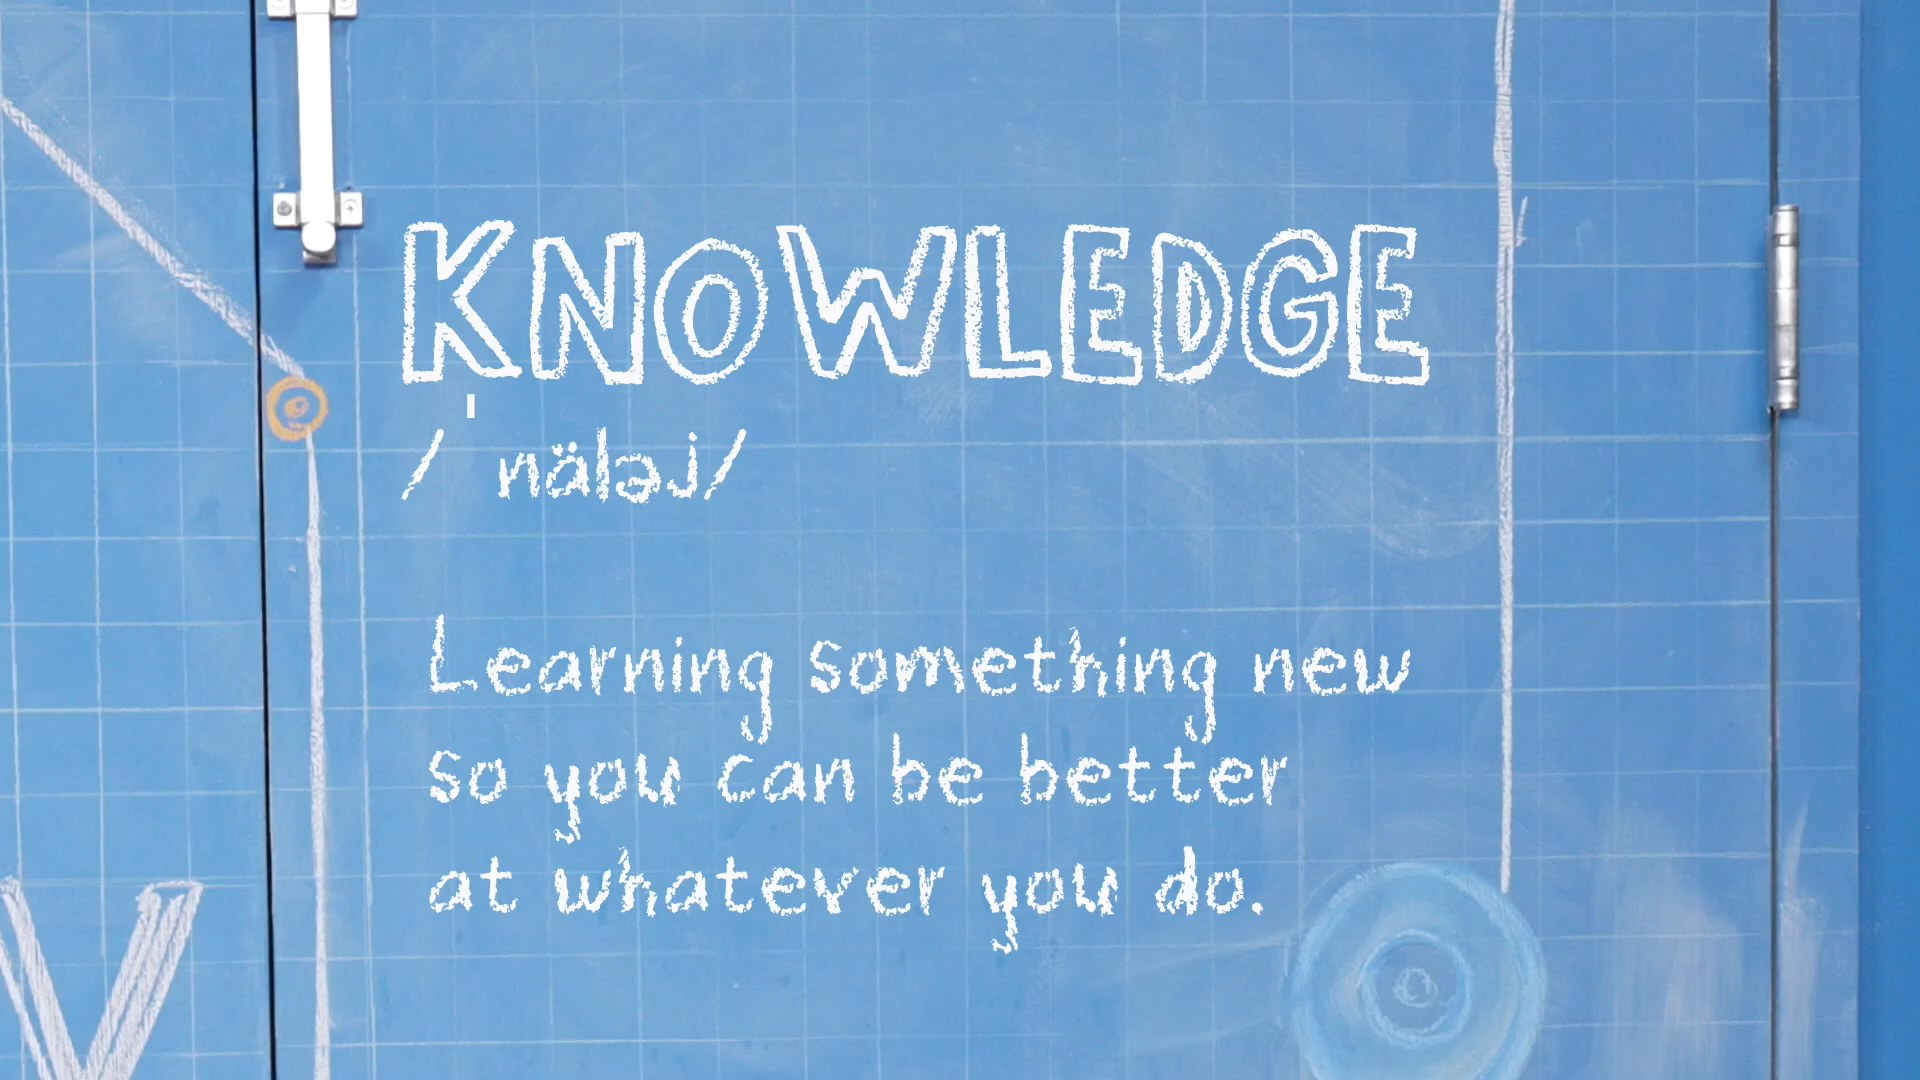 KNOWLEDGE
/ˈnäləj/
Learning something new
so you can be better
at whatever you do.